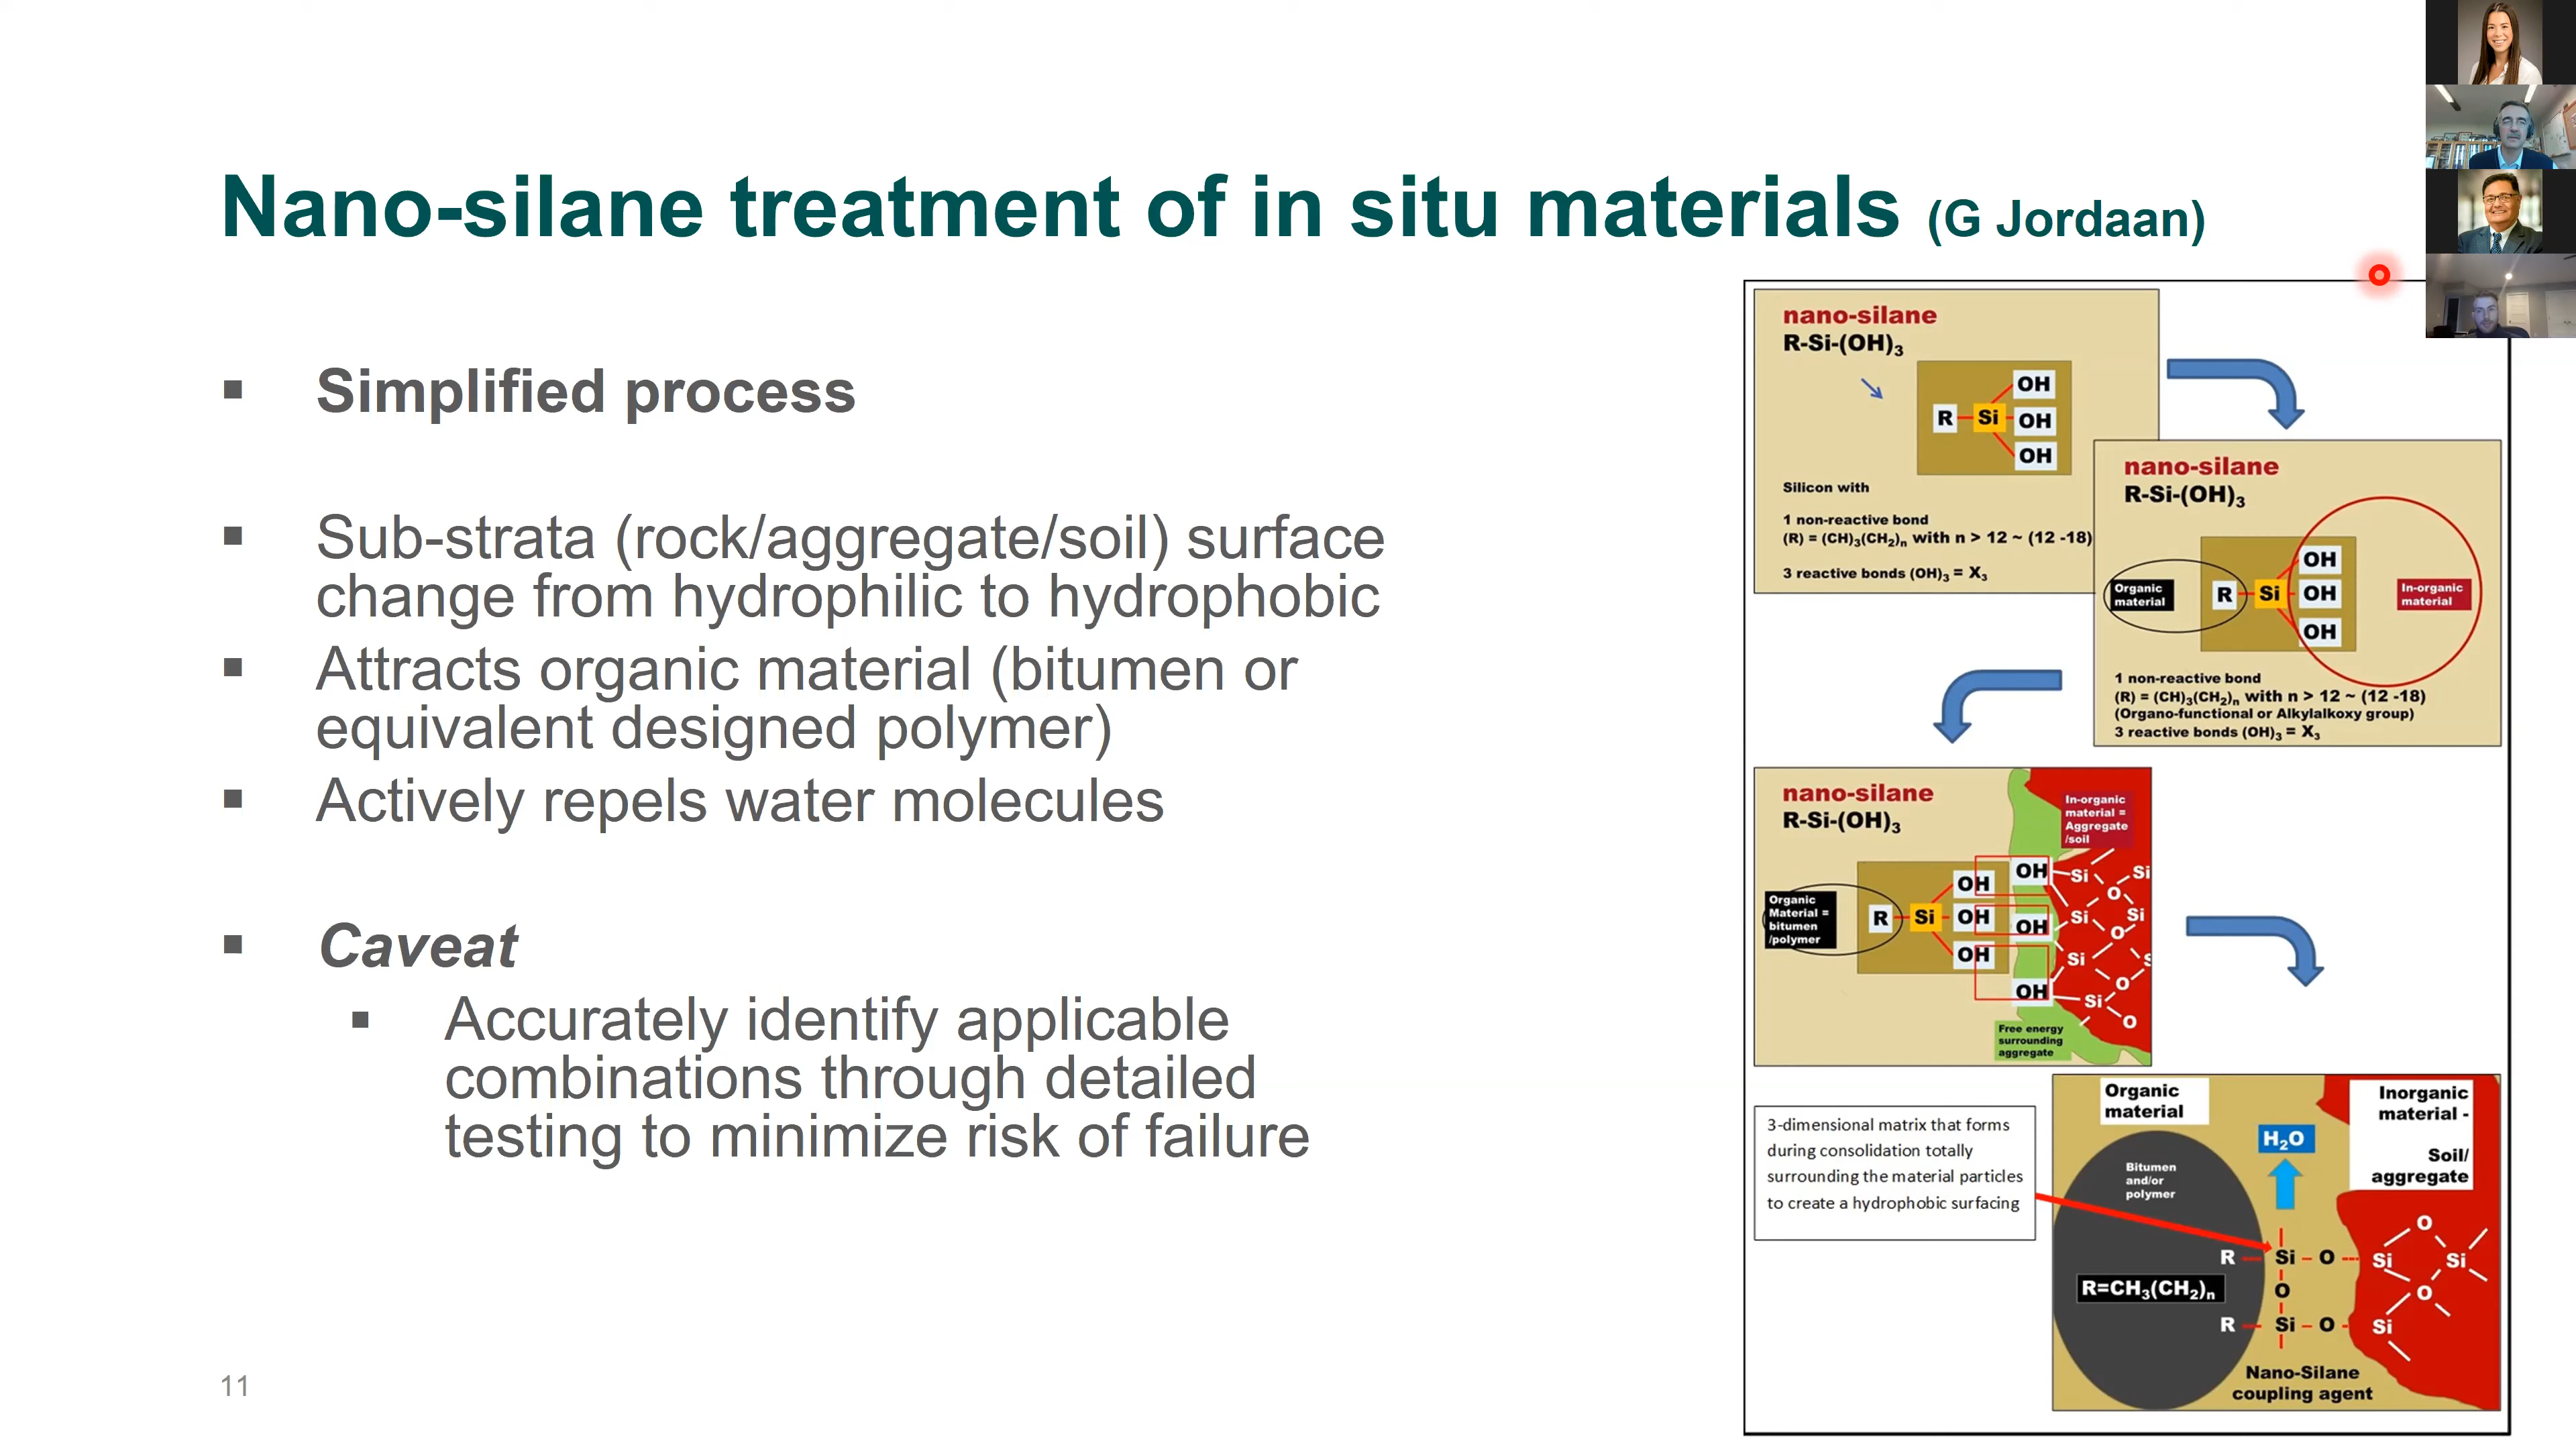 Nano-silane treatment of in situ materials (G Jordaan)
▪ Simplified process
▪ Sub-strata (rock/aggregate/soil) surface
change from hydrophilic to hydrophobic
▪ Attracts organic material (bitumen or
equivalent designed polymer)
▪ Actively repels water molecules
▪ Caveat
▪ Accurately identify applicable
combinations through detailed
testing to minimize risk of failure
11
nano-silane
R-Si-(OH)₃
OH
R Si OH
OH
Silicon with
1 non-reactive bond
(R) = (CH)₃(CH₂)ₙ with n > 12 ~ (12 -18)
3 reactive bonds (OH)₃ = X₃
nano-silane
R-Si-(OH)₃
OH
Organic
material
R Si OH
In-organic
material
OH
1 non-reactive bond
(R) = (CH)₃(CH₂)ₙ with n > 12 ~ (12 -18)
(Organo-functional or Alkylalkoxy group)
3 reactive bonds (OH)₃ = X₃
nano-silane
R-Si-(OH)₃
In-organic
material =
Aggregate
/soil
OH OH Si Si
O
Organic
Material =
bitumen
/polymer
R Si OH OH Si Si
O
OH Si S
O
OH Si
O
Free energy
surrounding
aggregate
3-dimensional matrix that forms
during consolidation totally
surrounding the material particles
to create a hydrophobic surfacing
Organic
material
Inorganic
material -
Soil/
aggregate
H₂O
Bitumen
and/or
polymer
O
R Si – O Si Si
R=CH₃(CH₂)ₙ
O O
R Si – O Si
Nano-Silane
coupling agent